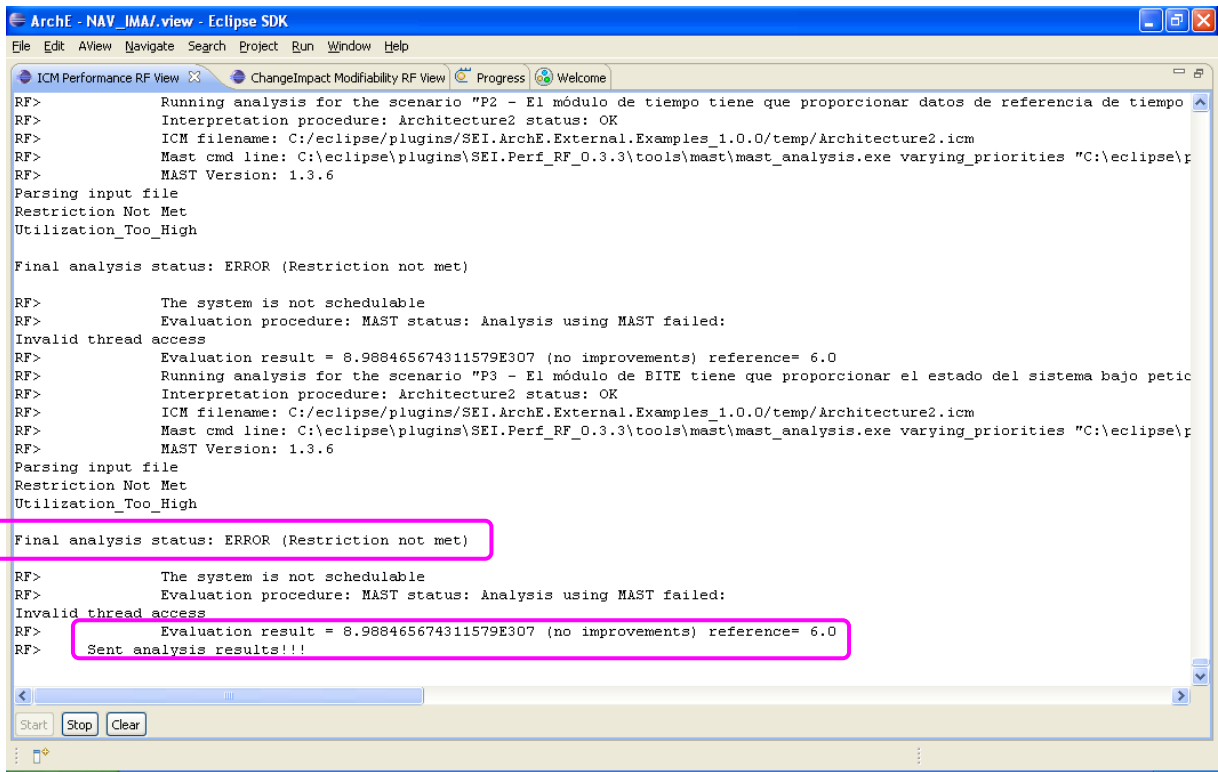 ArchE - NAV_IMA/.view - Eclipse SDK
File Edit AView Navigate Search Project Run Window Help
ICM Performance RF View ChangeImpact Modifiability RF View Progress Welcome
RF> Running analysis for the scenario "P2 - El módulo de tiempo tiene que proporcionar datos de referencia de tiempo
RF> Interpretation procedure: Architecture2 status: OK
RF> ICM filename: C:/eclipse/plugins/SEI.ArchE.External.Examples_1.0.0/temp/Architecture2.icm
RF> Mast cmd line: C:\eclipse\plugins\SEI.Perf_RF_0.3.3\tools\mast\mast_analysis.exe varying_priorities "C:\eclipse\p
RF> MAST Version: 1.3.6
Parsing input file
Restriction Not Met
Utilization_Too_High
Final analysis status: ERROR (Restriction not met)
RF> The system is not schedulable
RF> Evaluation procedure: MAST status: Analysis using MAST failed:
Invalid thread access
RF> Evaluation result = 8.988465674311579E307 (no improvements) reference= 6.0
RF> Running analysis for the scenario "P3 - El módulo de BITE tiene que proporcionar el estado del sistema bajo petic
RF> Interpretation procedure: Architecture2 status: OK
RF> ICM filename: C:/eclipse/plugins/SEI.ArchE.External.Examples_1.0.0/temp/Architecture2.icm
RF> Mast cmd line: C:\eclipse\plugins\SEI.Perf_RF_0.3.3\tools\mast\mast_analysis.exe varying_priorities "C:\eclipse\p
RF> MAST Version: 1.3.6
Parsing input file
Restriction Not Met
Utilization_Too_High
Final analysis status: ERROR (Restriction not met)
RF> The system is not schedulable
RF> Evaluation procedure: MAST status: Analysis using MAST failed:
Invalid thread access
RF> Evaluation result = 8.988465674311579E307 (no improvements) reference= 6.0
RF> Sent analysis results!!!
Start Stop Clear